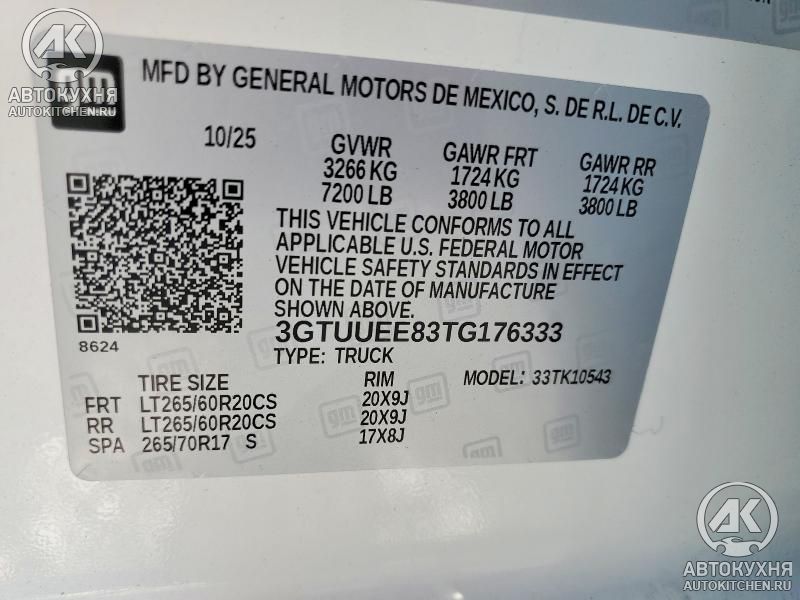 АВТОКУХНЯ
AUTOKITCHEN.RU
gm
MFD BY GENERAL MOTORS DE MEXICO, S. DE R.L. DE C.V.
10/25 GVWR GAWR FRT GAWR RR
3266 KG 1724 KG 1724 KG
7200 LB 3800 LB 3800 LB
THIS VEHICLE CONFORMS TO ALL
APPLICABLE U.S. FEDERAL MOTOR
VEHICLE SAFETY STANDARDS IN EFFECT
ON THE DATE OF MANUFACTURE
SHOWN ABOVE.
8624
3GTUUEE83TG176333
TYPE: TRUCK
TIRE SIZE RIM MODEL: 33TK10543
FRT LT265/60R20CS 20X9J
RR LT265/60R20CS 20X9J
SPA 265/70R17 S 17X8J
gm
АК
АВТОКУХНЯ
AUTOKITCHEN.RU